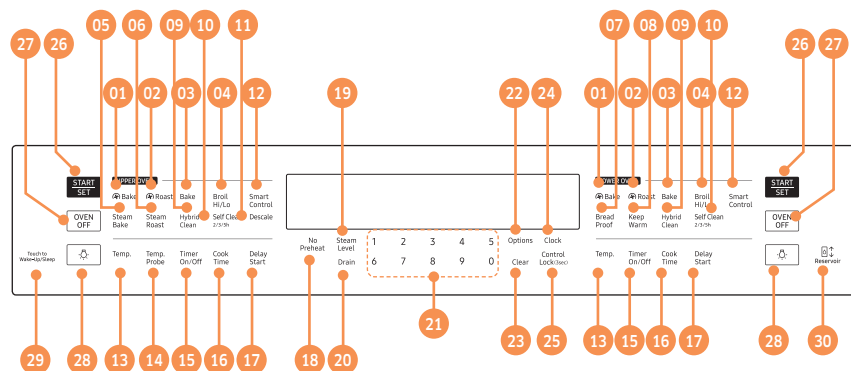 05 06 09 10 11
07 08 09 10
27 26
01 02 03 04 12
19
22 24
01 02 03 04 12
26 27
START
SET
OVEN
OFF
Touch to
Wake-Up/Sleep
UPPER OVEN
Bake
Roast
Bake
Broil
Hi/Lo
Smart
Control
Steam
Bake
Steam
Roast
Hybrid
Clean
Self Clean
2/3/5h
Descale
Temp.
Temp.
Probe
Timer
On/Off
Cook
Time
Delay
Start
No
Preheat
Steam
Level
Drain
1 2 3 4 5
6 7 8 9 0
Options
Clock
Clear
Control
Lock(3sec)
LOWER OVEN
Bake
Roast
Bake
Broil
Hi/Lo
Smart
Control
Bread
Proof
Keep
Warm
Hybrid
Clean
Self Clean
2/3/5h
Temp.
Timer
On/Off
Cook
Time
Delay
Start
START
SET
OVEN
OFF
Reservoir
29 28 13 14 15 16 17
18 20
21
23 25
13 15 16 17
28 30